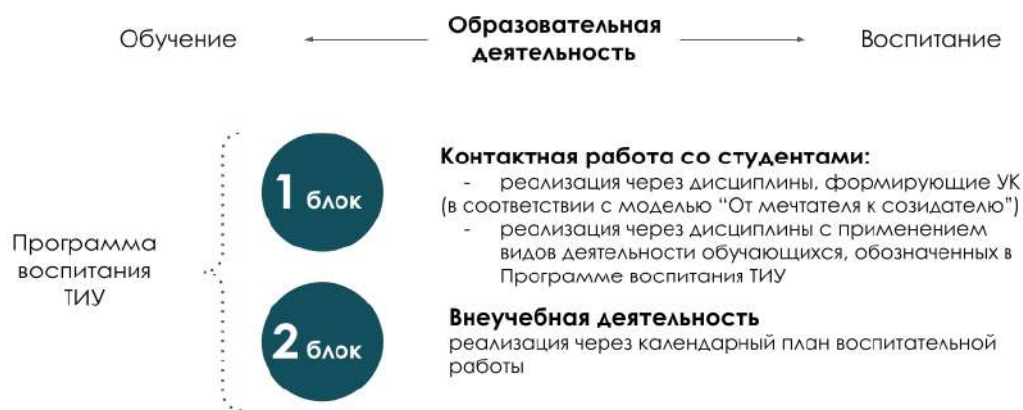 Обучение
Образовательная
деятельность
Воспитание
Программа
воспитания
ТИУ
1 блок
Контактная работа со студентами:
- реализация через дисциплины, формирующие УК
(в соответствии с моделью “От мечтателя к созидателю”)
- реализация через дисциплины с применением
видов деятельности обучающихся, обозначенных в
Программе воспитания ТИУ
2 блок
Внеучебная деятельность
реализация через календарный план воспитательной
работы